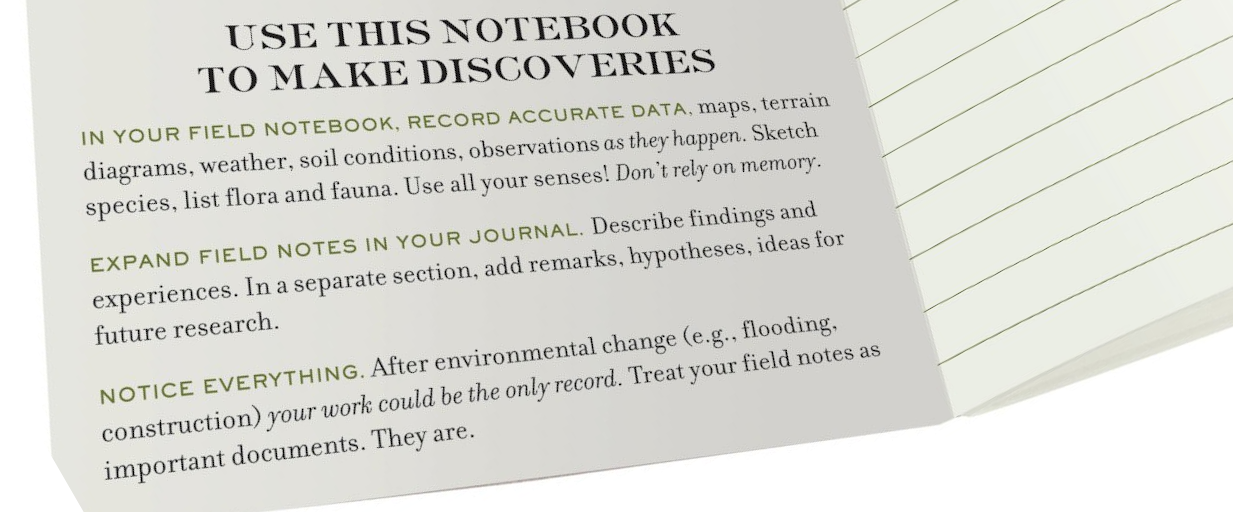 USE THIS NOTEBOOK
TO MAKE DISCOVERIES
IN YOUR FIELD NOTEBOOK, RECORD ACCURATE DATA, maps, terrain
diagrams, weather, soil conditions, observations as they happen. Sketch
species, list flora and fauna. Use all your senses! Don't rely on memory.
EXPAND FIELD NOTES IN YOUR JOURNAL. Describe findings and
experiences. In a separate section, add remarks, hypotheses, ideas for
future research.
NOTICE EVERYTHING. After environmental change (e.g., flooding,
construction) your work could be the only record. Treat your field notes as
important documents. They are.